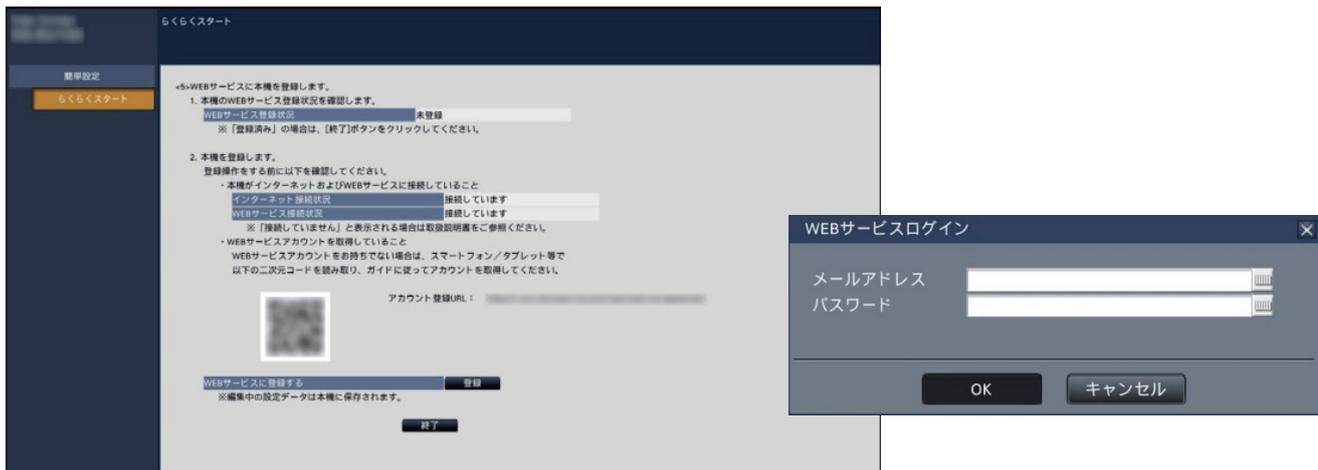 らくらくスタート
簡単設定
らくらくスタート
<5>WEBサービスに本機を登録します。
1. 本機のWEBサービス登録状況を確認します。
WEBサービス登録状況 未登録
※「登録済み」の場合は、[終了]ボタンをクリックしてください。
2. 本機を登録します。
登録操作をする前に以下を確認してください。
・本機がインターネットおよびWEBサービスに接続していること
インターネット接続状況 接続しています
WEBサービス接続状況 接続しています
※「接続していません」と表示される場合は取扱説明書をご参照ください。
・WEBサービスアカウントを取得していること
WEBサービスアカウントをお持ちでない場合は、スマートフォン／タブレット等で
以下の二次元コードを読み取り、ガイドに従ってアカウントを取得してください。
アカウント登録URL：
WEBサービスに登録する 登録
※編集中の設定データは本機に保存されます。
終了
WEBサービスログイン
メールアドレス
パスワード
OK キャンセル